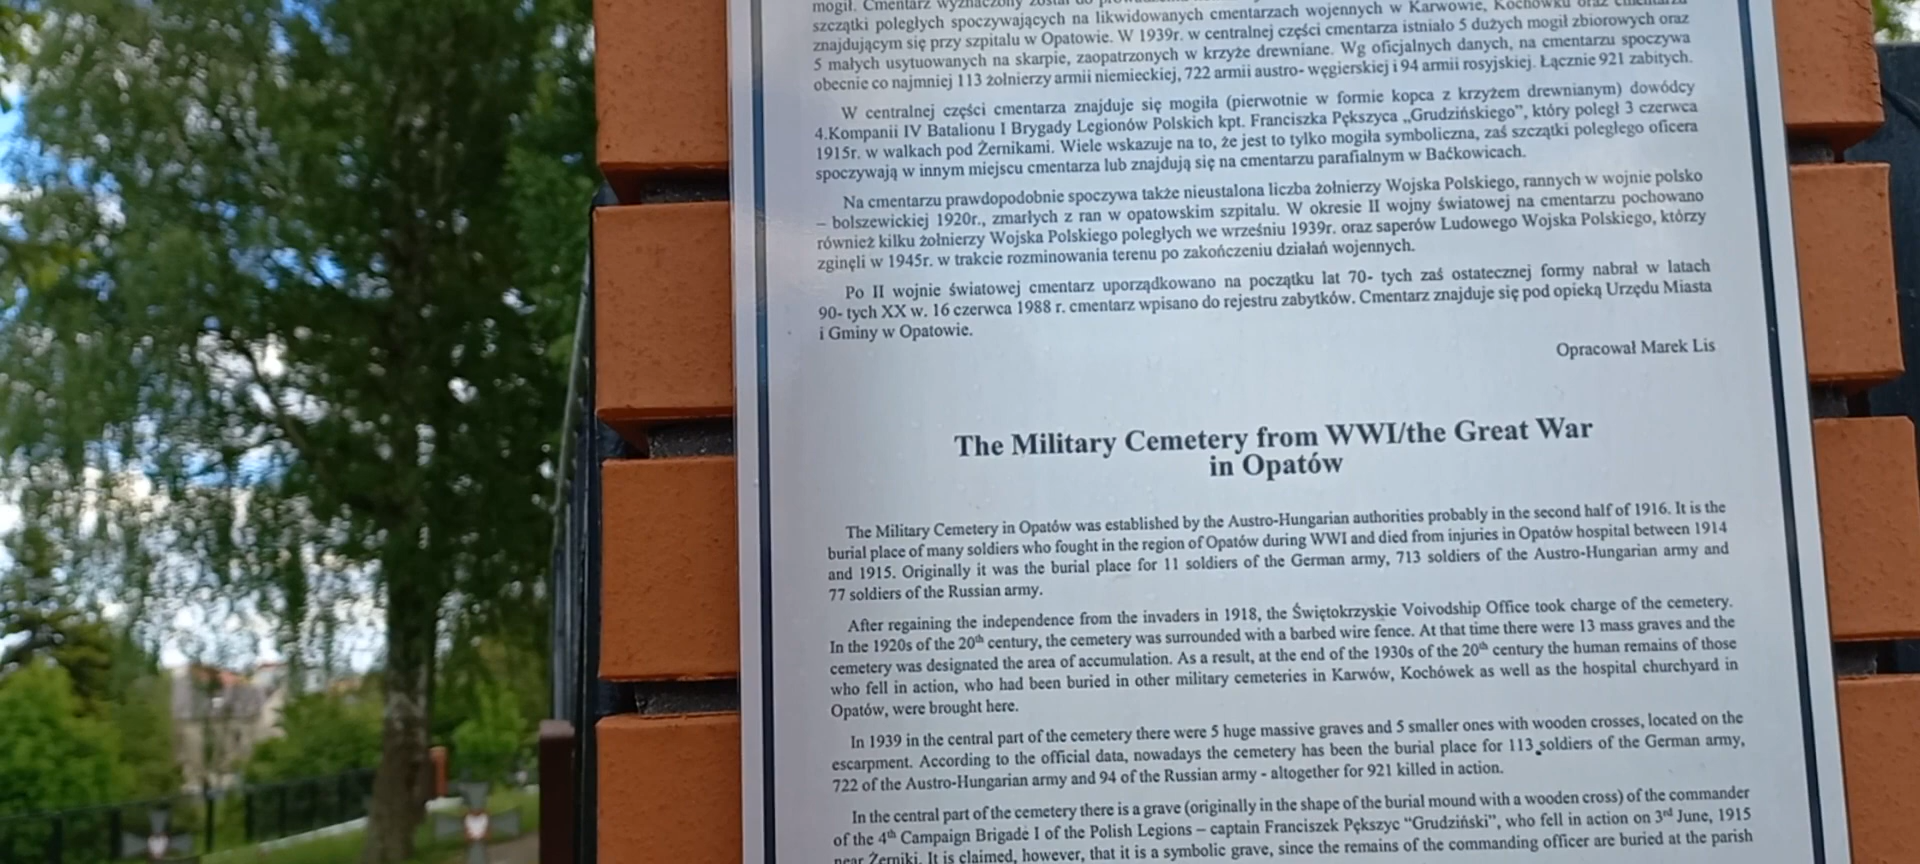 mogił. Cmentarz wyznaczony został do
szczątki poległych spoczywających na likwidowanych cmentarzach wojennych w Karwowie, Kochówku oraz cmentarzu
znajdującym się przy szpitalu w Opatowie. W 1939r. w centralnej części cmentarza istniało 5 dużych mogił zbiorowych oraz
5 małych usytuowanych na skarpie, zaopatrzonych w krzyże drewniane. Wg oficjalnych danych, na cmentarzu spoczywa
obecnie co najmniej 113 żołnierzy armii niemieckiej, 722 armii austro- węgierskiej i 94 armii rosyjskiej. Łącznie 921 zabitych.
W centralnej części cmentarza znajduje się mogiła (pierwotnie w formie kopca z krzyżem drewnianym) dowódcy
4.Kompanii IV Batalionu I Brygady Legionów Polskich kpt. Franciszka Pększyca „Grudzińskiego”, który poległ 3 czerwca
1915r. w walkach pod Żernikami. Wiele wskazuje na to, że jest to tylko mogiła symboliczna, zaś szczątki poległego oficera
spoczywają w innym miejscu cmentarza lub znajdują się na cmentarzu parafialnym w Baćkowicach.
Na cmentarzu prawdopodobnie spoczywa także nieustalona liczba żołnierzy Wojska Polskiego, rannych w wojnie polsko
– bolszewickiej 1920r., zmarłych z ran w opatowskim szpitalu. W okresie II wojny światowej na cmentarzu pochowano
również kilku żołnierzy Wojska Polskiego poległych we wrześniu 1939r. oraz saperów Ludowego Wojska Polskiego, którzy
zginęli w 1945r. w trakcie rozminowania terenu po zakończeniu działań wojennych.
Po II wojnie światowej cmentarz uporządkowano na początku lat 70- tych zaś ostatecznej formy nabrał w latach
90- tych XX w. 16 czerwca 1988 r. cmentarz wpisano do rejestru zabytków. Cmentarz znajduje się pod opieką Urzędu Miasta
i Gminy w Opatowie.
Opracował Marek Lis
The Military Cemetery from WWI/the Great War
in Opatów
The Military Cemetery in Opatów was established by the Austro-Hungarian authorities probably in the second half of 1916. It is the
burial place of many soldiers who fought in the region of Opatów during WWI and died from injuries in Opatów hospital between 1914
and 1915. Originally it was the burial place for 11 soldiers of the German army, 713 soldiers of the Austro-Hungarian army and
77 soldiers of the Russian army.
After regaining the independence from the invaders in 1918, the Świętokrzyskie Voivodship Office took charge of the cemetery.
In the 1920s of the 20th century, the cemetery was surrounded with a barbed wire fence. At that time there were 13 mass graves and the
cemetery was designated the area of accumulation. As a result, at the end of the 1930s of the 20th century the human remains of those
who fell in action, who had been buried in other military cemeteries in Karwów, Kochówek as well as the hospital churchyard in
Opatów, were brought here.
In 1939 in the central part of the cemetery there were 5 huge massive graves and 5 smaller ones with wooden crosses, located on the
escarpment. According to the official data, nowadays the cemetery has been the burial place for 113 soldiers of the German army,
722 of the Austro-Hungarian army and 94 of the Russian army - altogether for 921 killed in action.
In the central part of the cemetery there is a grave (originally in the shape of the burial mound with a wooden cross) of the commander
of the 4th Campaign Brigade I of the Polish Legions – captain Franciszek Pększyc “Grudziński”, who fell in action on 3rd June, 1915
near Żerniki. It is claimed, however, that it is a symbolic grave, since the remains of the commanding officer are buried at the parish